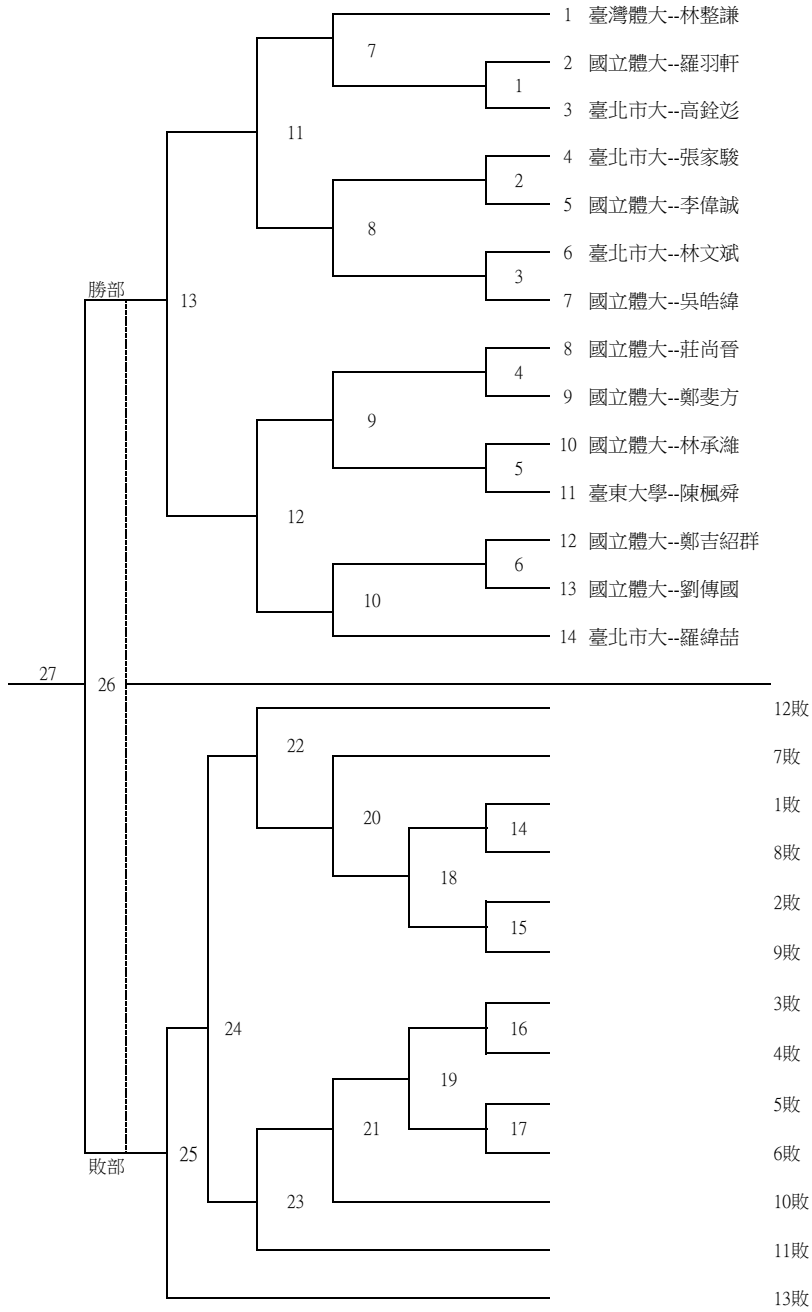 1 臺灣體大--林整謙
7
2 國立體大--羅羽軒
1
3 臺北市大--高銓彣
11
4 臺北市大--張家駿
2
5 國立體大--李偉誠
8
6 臺北市大--林文斌
3
勝部
13
7 國立體大--吳皓緯
8 國立體大--莊尚晉
4
9 國立體大--鄭斐方
9
10 國立體大--林承濰
5
11 臺東大學--陳楓舜
12
12 國立體大--鄭吉紹群
6
13 國立體大--劉傳國
10
14 臺北市大--羅緯喆
27
26
12敗
22
7敗
1敗
20
14
8敗
18
2敗
15
9敗
3敗
24
16
4敗
19
5敗
21
17
25
6敗
敗部
23
10敗
11敗
13敗